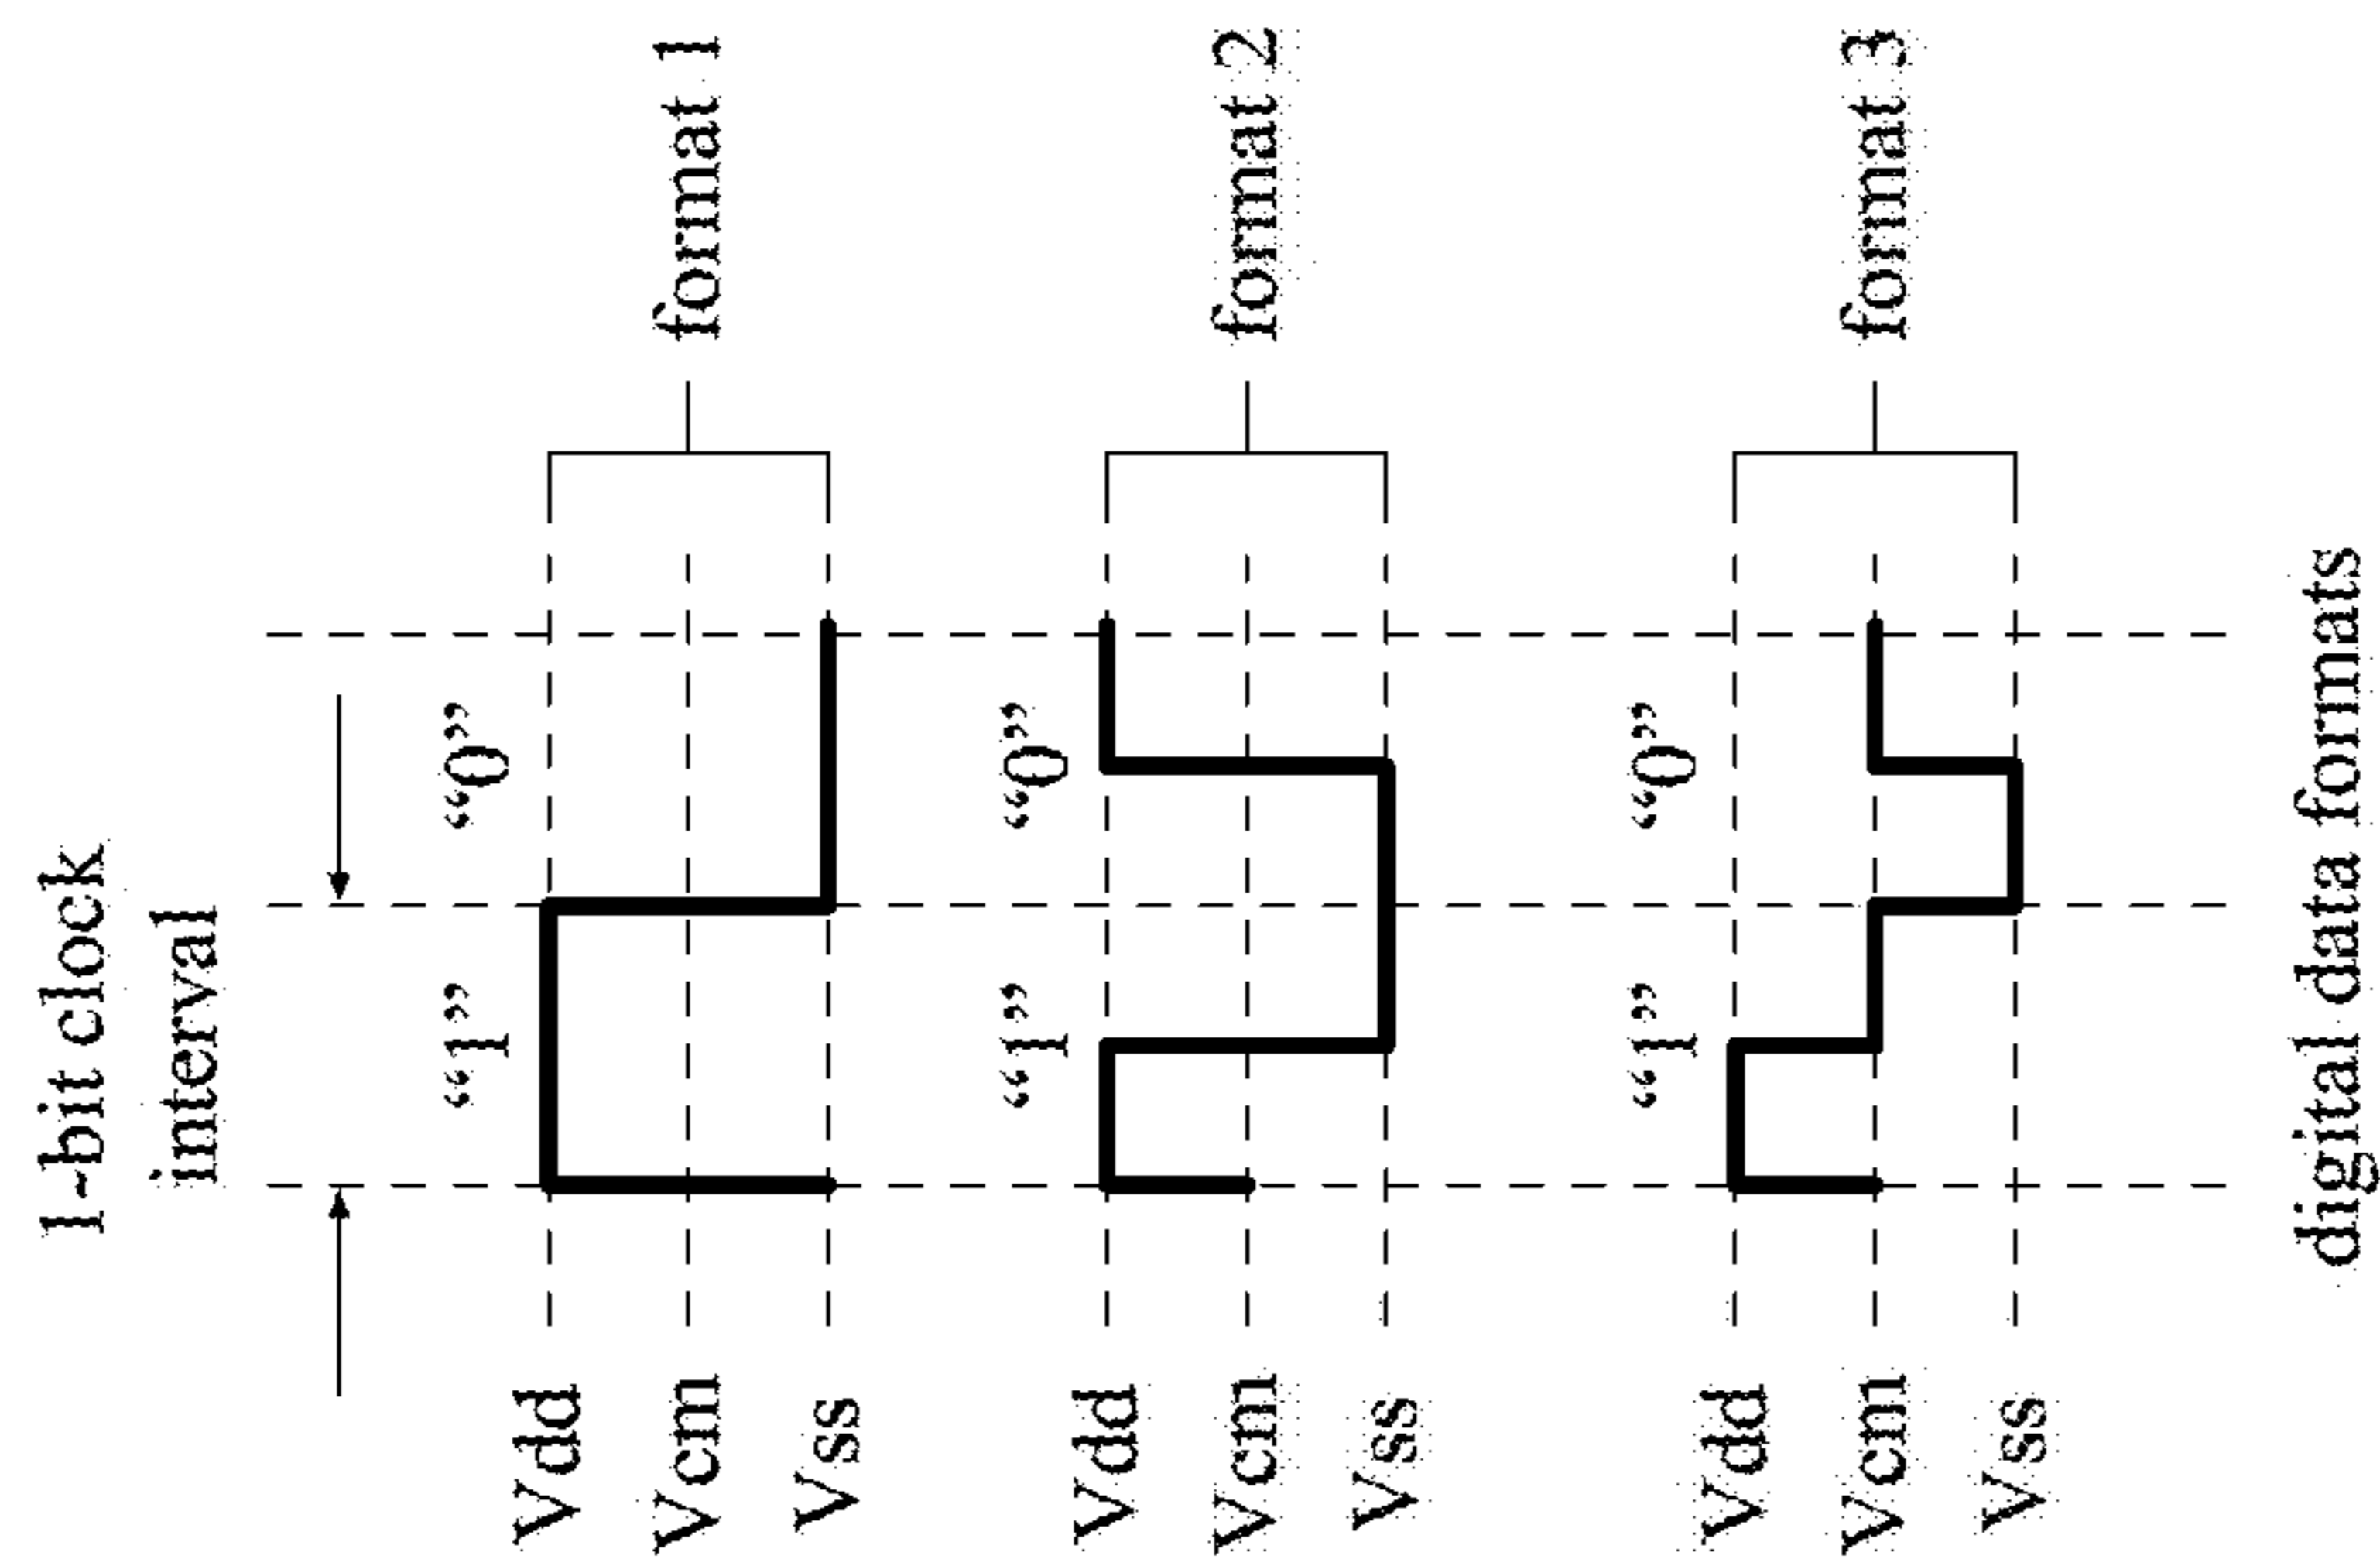 1-bit clock
interval
“1” “0”
Vdd
Vcm
Vss
format 1
“1” “0”
Vdd
Vcm
Vss
format 2
“1” “0”
Vdd
Vcm
Vss
format 3
digital data formats